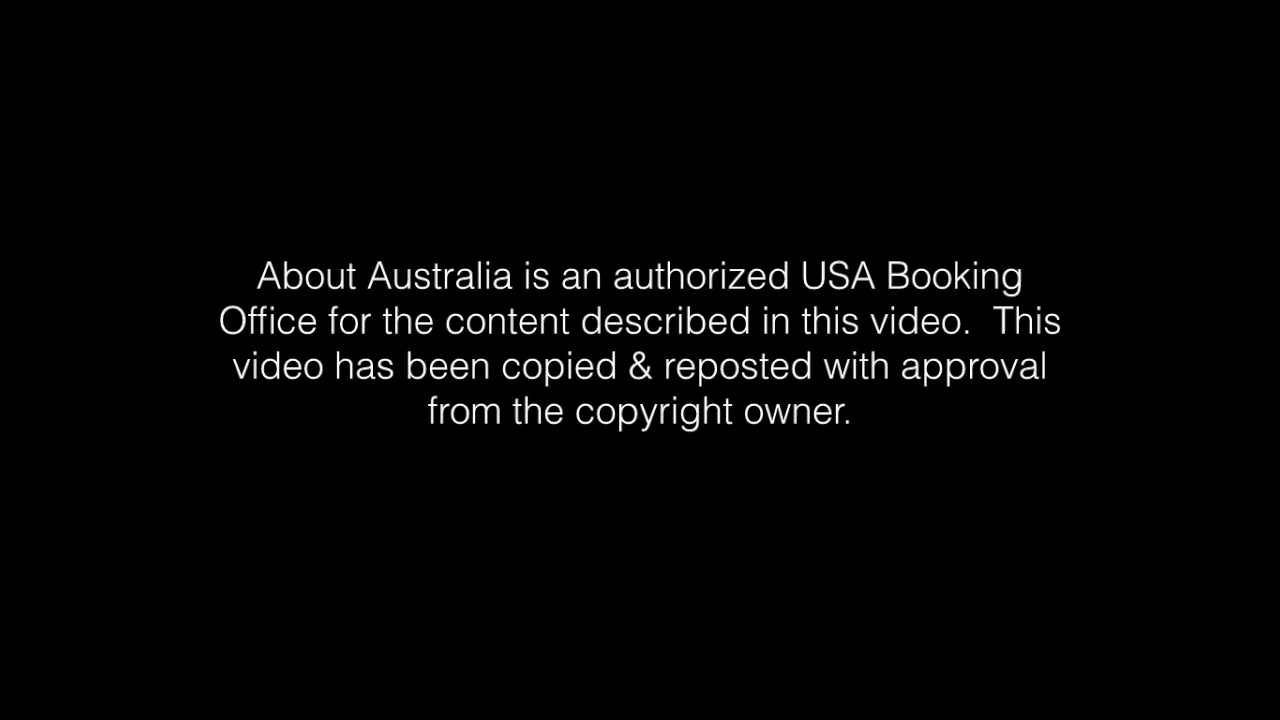 About Australia is an authorized USA Booking
Office for the content described in this video.  This
video has been copied & reposted with approval
from the copyright owner.